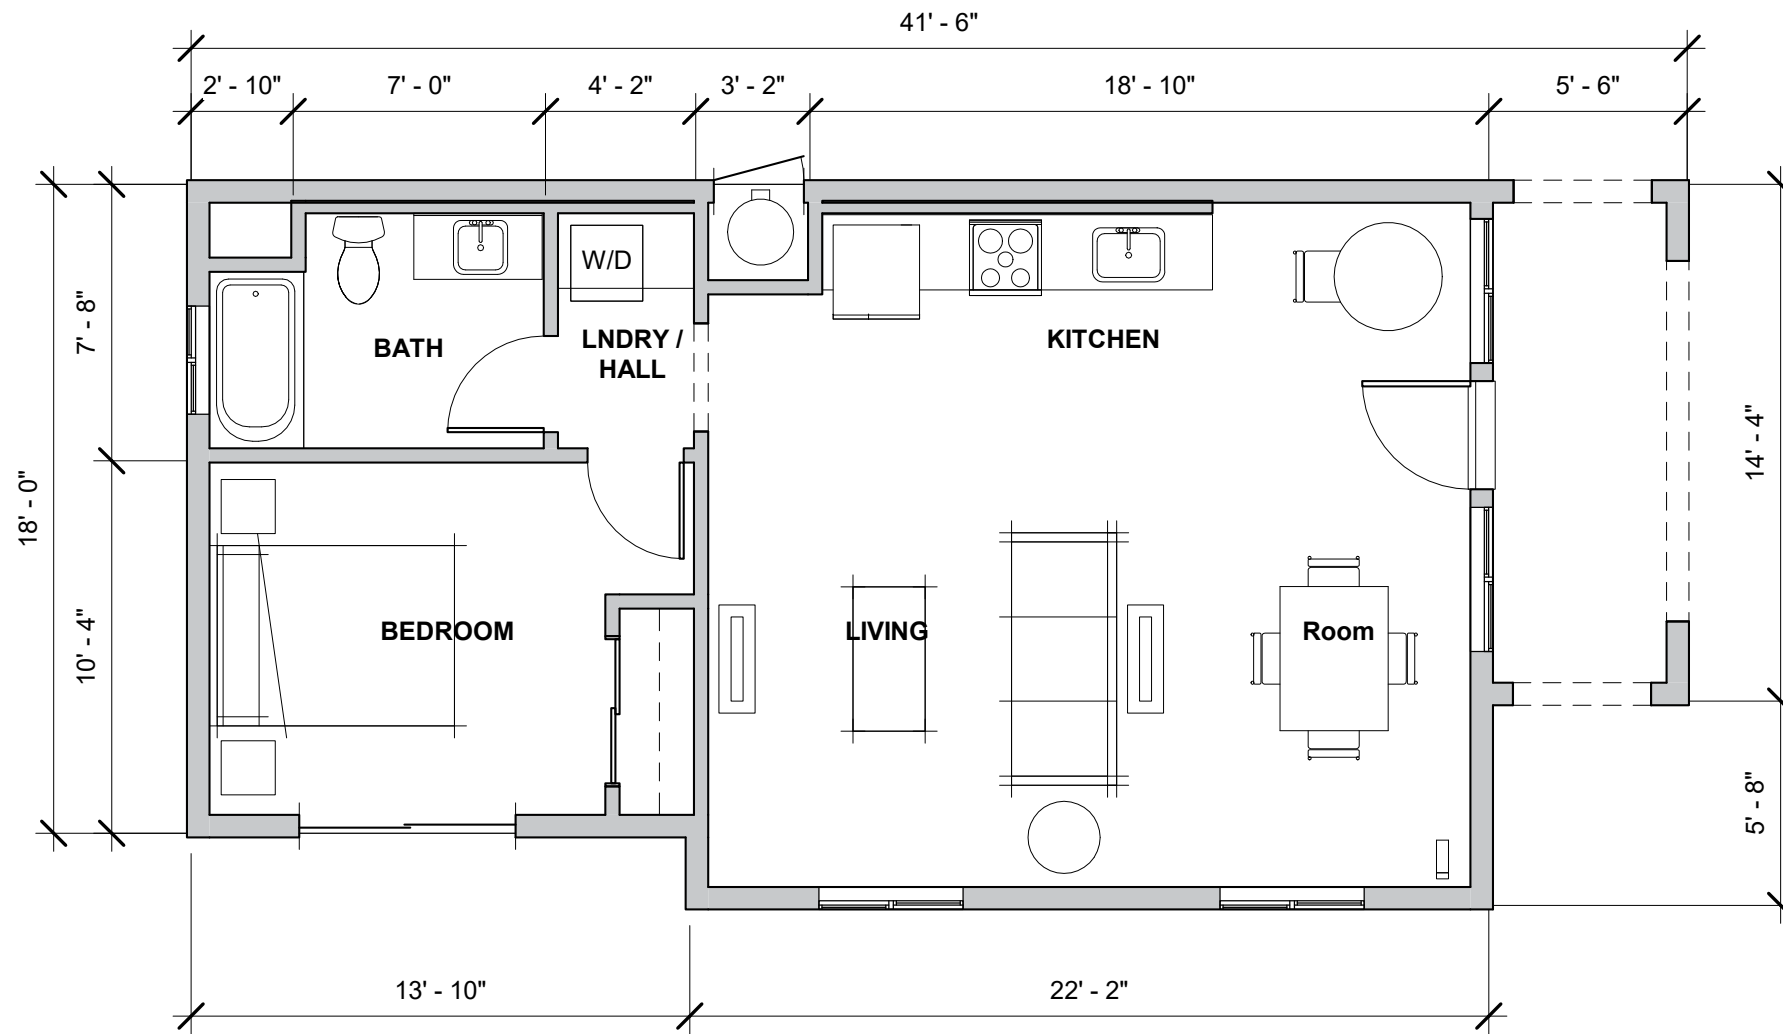 41' - 6"
2' - 10"
7' - 0"
4' - 2"
3' - 2"
18' - 10"
5' - 6"
W/D
BATH
LNDRY /
HALL
KITCHEN
7' - 8"
18' - 0"
14' - 4"
10' - 4"
BEDROOM
LIVING
Room
5' - 8"
13' - 10"
22' - 2"